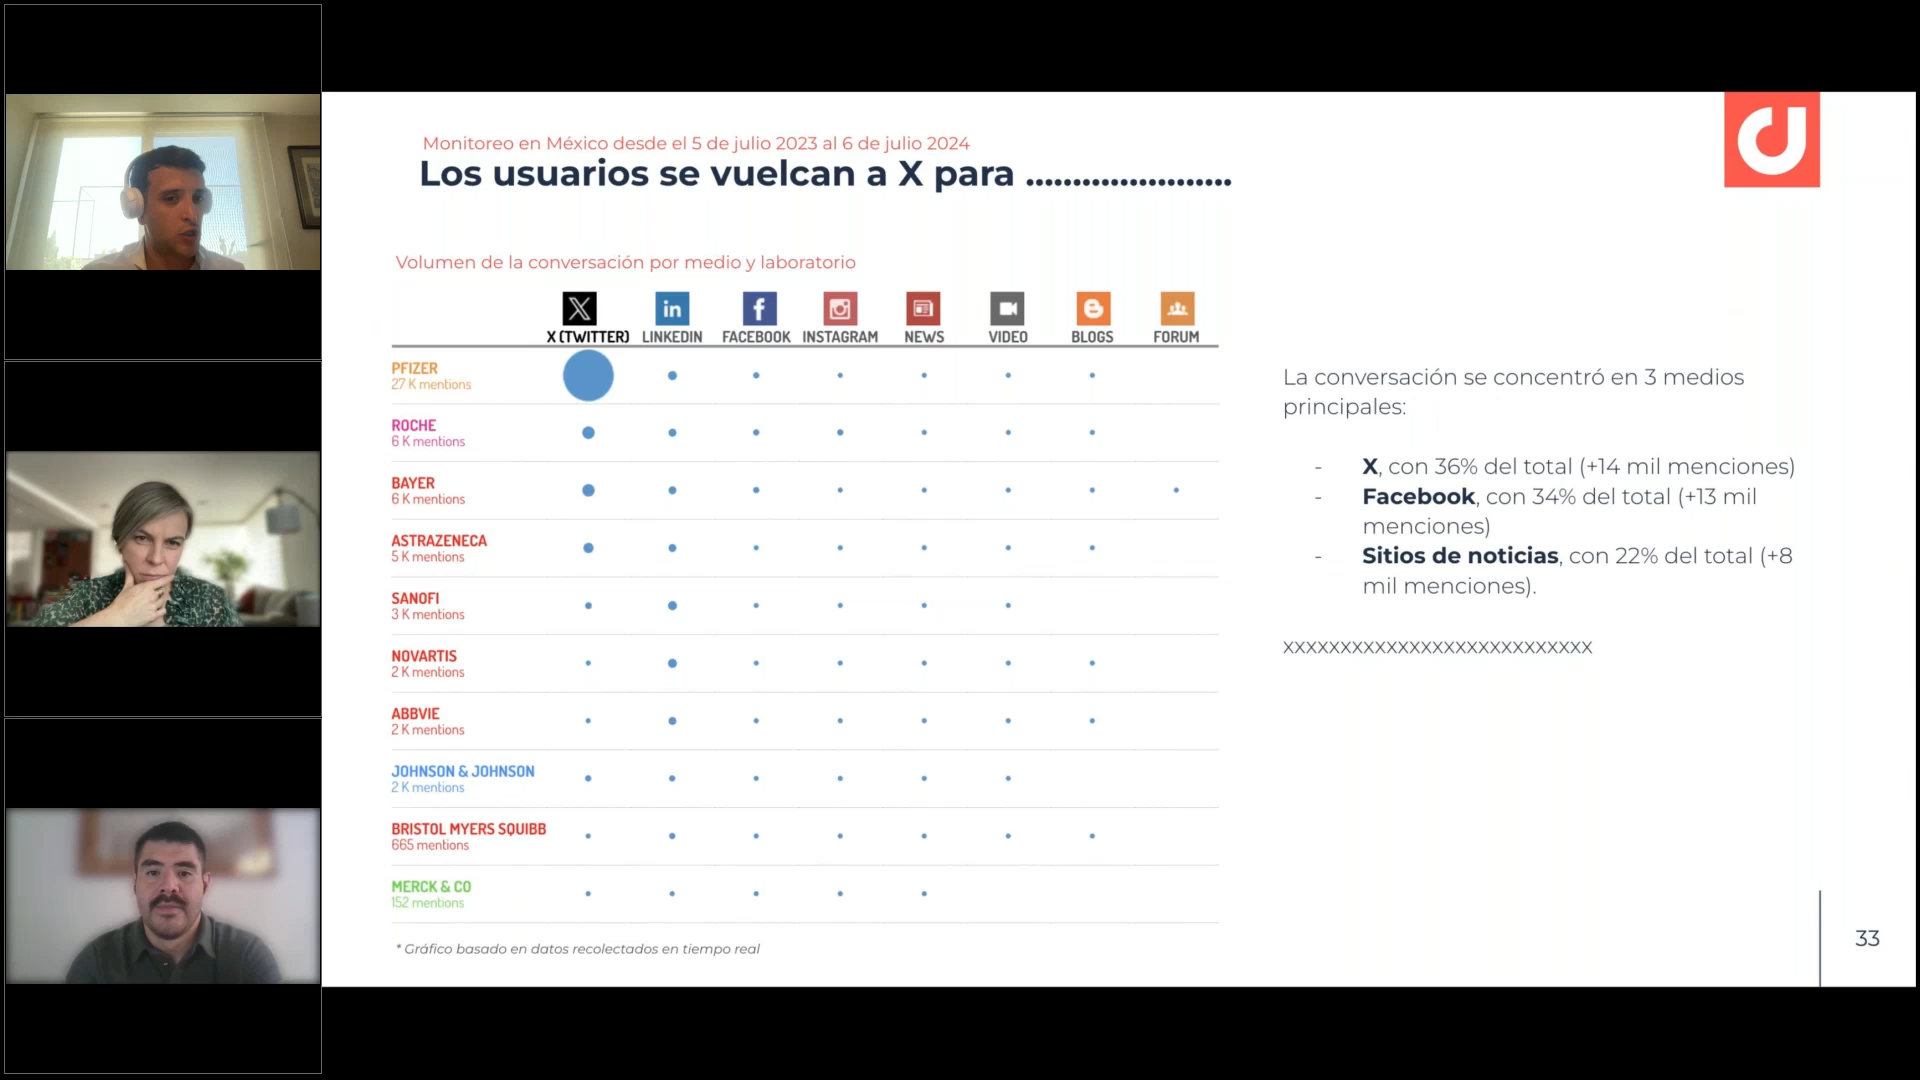 Monitoreo en México desde el 5 de julio 2023 al 6 de julio 2024
Los usuarios se vuelcan a X para ......................
Volumen de la conversación por medio y laboratorio
X (TWITTER) LINKEDIN FACEBOOK INSTAGRAM NEWS VIDEO BLOGS FORUM
PFIZER
27 K mentions
ROCHE
6 K mentions
BAYER
6 K mentions
ASTRAZENECA
5 K mentions
SANOFI
3 K mentions
NOVARTIS
2 K mentions
ABBVIE
2 K mentions
JOHNSON & JOHNSON
2 K mentions
BRISTOL MYERS SQUIBB
665 mentions
MERCK & CO
152 mentions
* Gráfico basado en datos recolectados en tiempo real
La conversación se concentró en 3 medios
principales:
- X, con 36% del total (+14 mil menciones)
- Facebook, con 34% del total (+13 mil
menciones)
- Sitios de noticias, con 22% del total (+8
mil menciones).
XXXXXXXXXXXXXXXXXXXXXXXXXXX
33